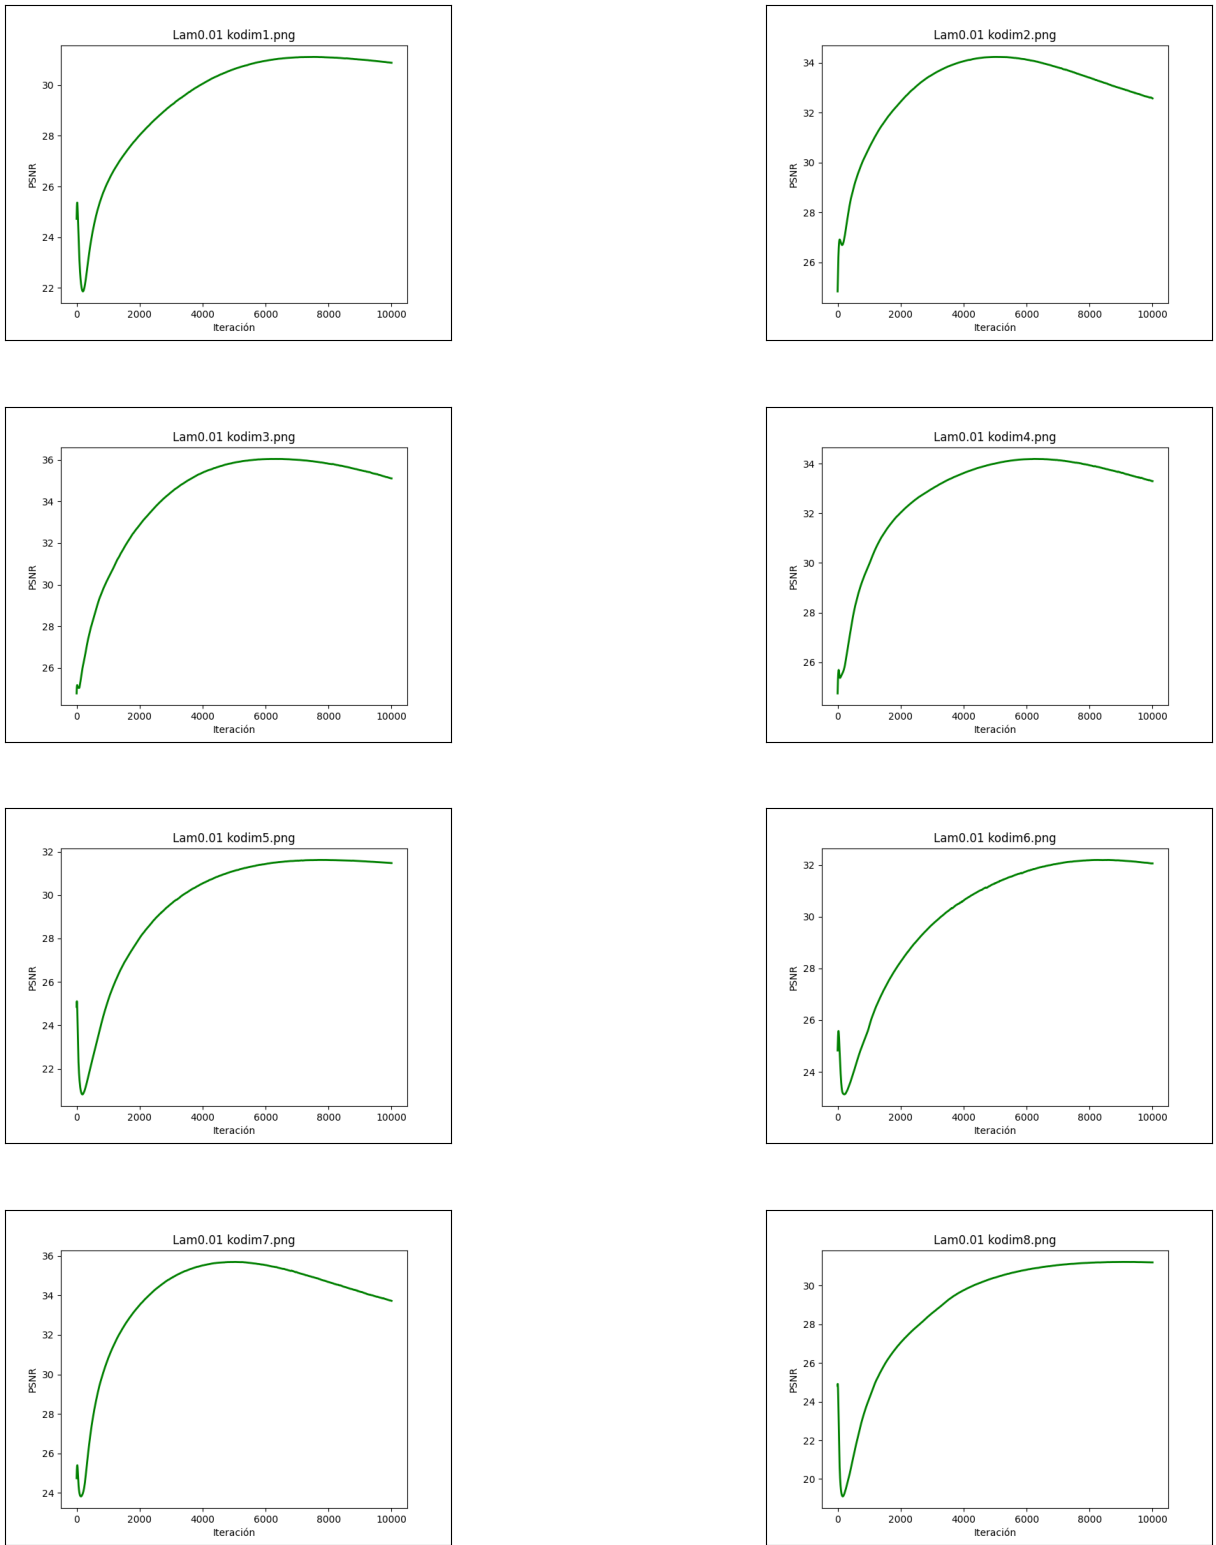 Lam0.01 kodim1.png
30
28
26
24
22
PSNR
0 2000 4000 6000 8000 10000
Iteración
Lam0.01 kodim2.png
34
32
30
28
26
PSNR
0 2000 4000 6000 8000 10000
Iteración
Lam0.01 kodim3.png
36
34
32
30
28
26
PSNR
0 2000 4000 6000 8000 10000
Iteración
Lam0.01 kodim4.png
34
32
30
28
26
PSNR
0 2000 4000 6000 8000 10000
Iteración
Lam0.01 kodim5.png
32
30
28
26
24
22
PSNR
0 2000 4000 6000 8000 10000
Iteración
Lam0.01 kodim6.png
32
30
28
26
24
PSNR
0 2000 4000 6000 8000 10000
Iteración
Lam0.01 kodim7.png
36
34
32
30
28
26
24
PSNR
0 2000 4000 6000 8000 10000
Iteración
Lam0.01 kodim8.png
30
28
26
24
22
20
PSNR
0 2000 4000 6000 8000 10000
Iteración